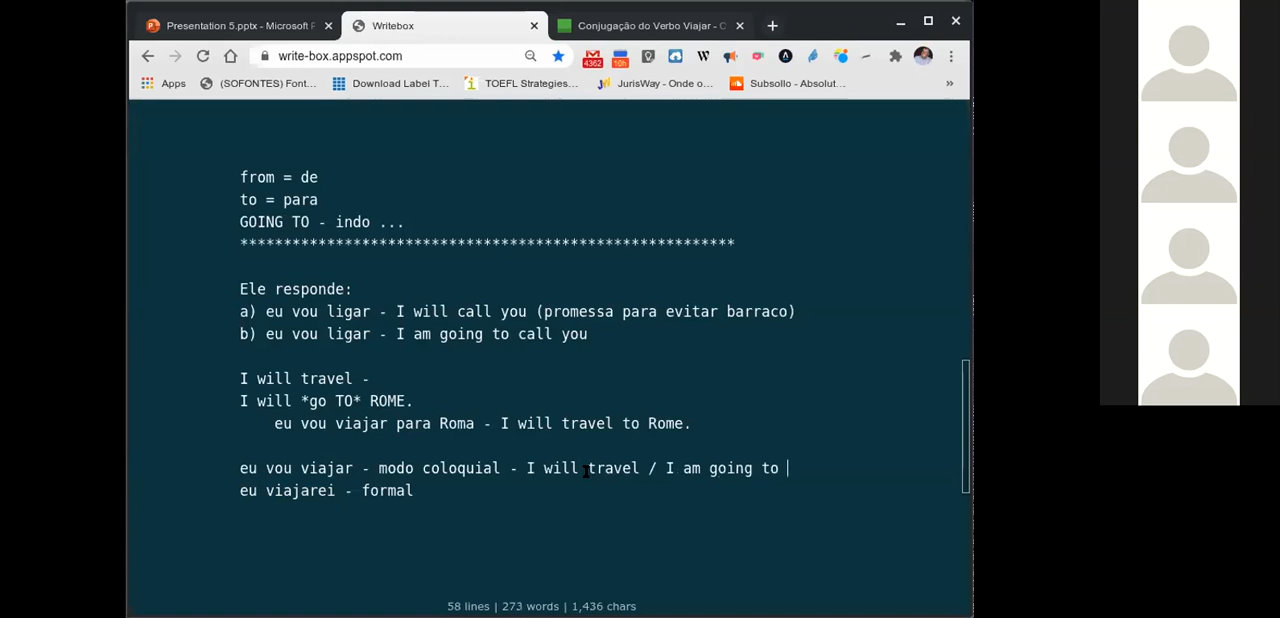 Presentation 5.pptx - Microsoft P
Writebox
Conjugação do Verbo Viajar - C
write-box.appspot.com
4362
10h
W
A
Apps
(SOFONTES) Font...
Download Label T...
TOEFL Strategies...
JurisWay - Onde o...
Subsollo - Absolut...
»
from = de
to = para
GOING TO - indo ...
*********************************************************
Ele responde:
a) eu vou ligar - I will call you (promessa para evitar barraco)
b) eu vou ligar - I am going to call you
I will travel -
I will *go TO* ROME.
eu vou viajar para Roma - I will travel to Rome.
eu vou viajar - modo coloquial - I will travel / I am going to
eu viajarei - formal
58 lines | 273 words | 1,436 chars